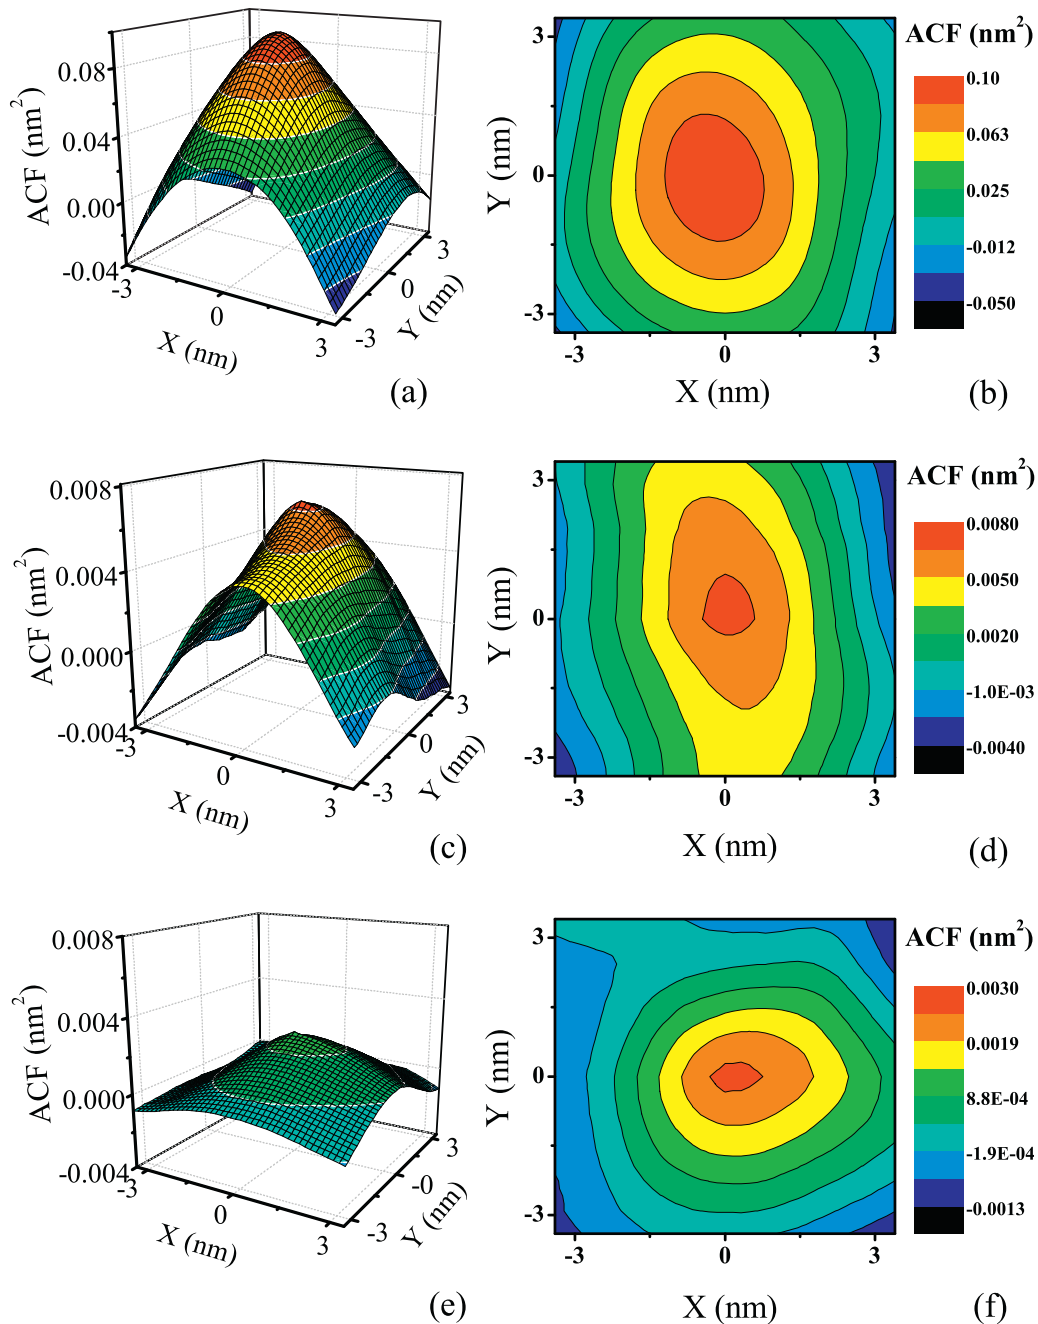 ACF (nm²)
0.08
0.04
0.00
-0.04
-3
0
3
X (nm)
-3
0
3
Y (nm)
(a)
3
0
-3
Y (nm)
-3
0
3
X (nm)
ACF (nm²)
0.10
0.063
0.025
-0.012
-0.050
(b)
ACF (nm²)
0.008
0.004
0.000
-0.004
-3
0
3
X (nm)
-3
0
3
Y (nm)
(c)
3
0
-3
Y (nm)
-3
0
3
X (nm)
ACF (nm²)
0.0080
0.0050
0.0020
-1.0E-03
-0.0040
(d)
ACF (nm²)
0.008
0.004
0.000
-0.004
-3
0
3
X (nm)
-3
-0
3
Y (nm)
(e)
3
0
-3
Y (nm)
-3
0
3
X (nm)
ACF (nm²)
0.0030
0.0019
8.8E-04
-1.9E-04
-0.0013
(f)